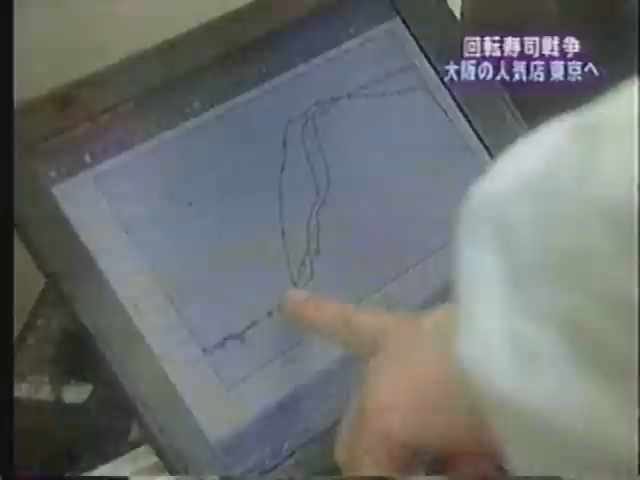 回転寿司戦争
大阪の人気店 東京へ